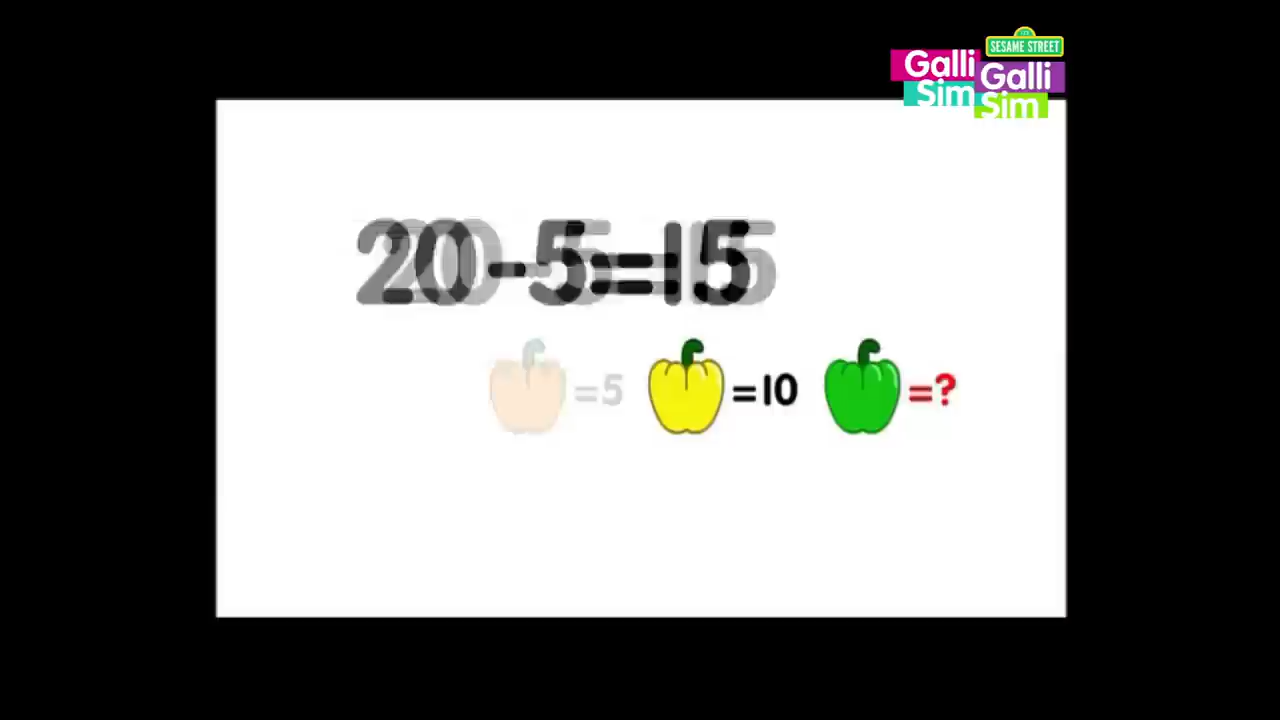 SESAME STREET
Galli Galli
Sim Sim
20-5=15
=5 =10 =?